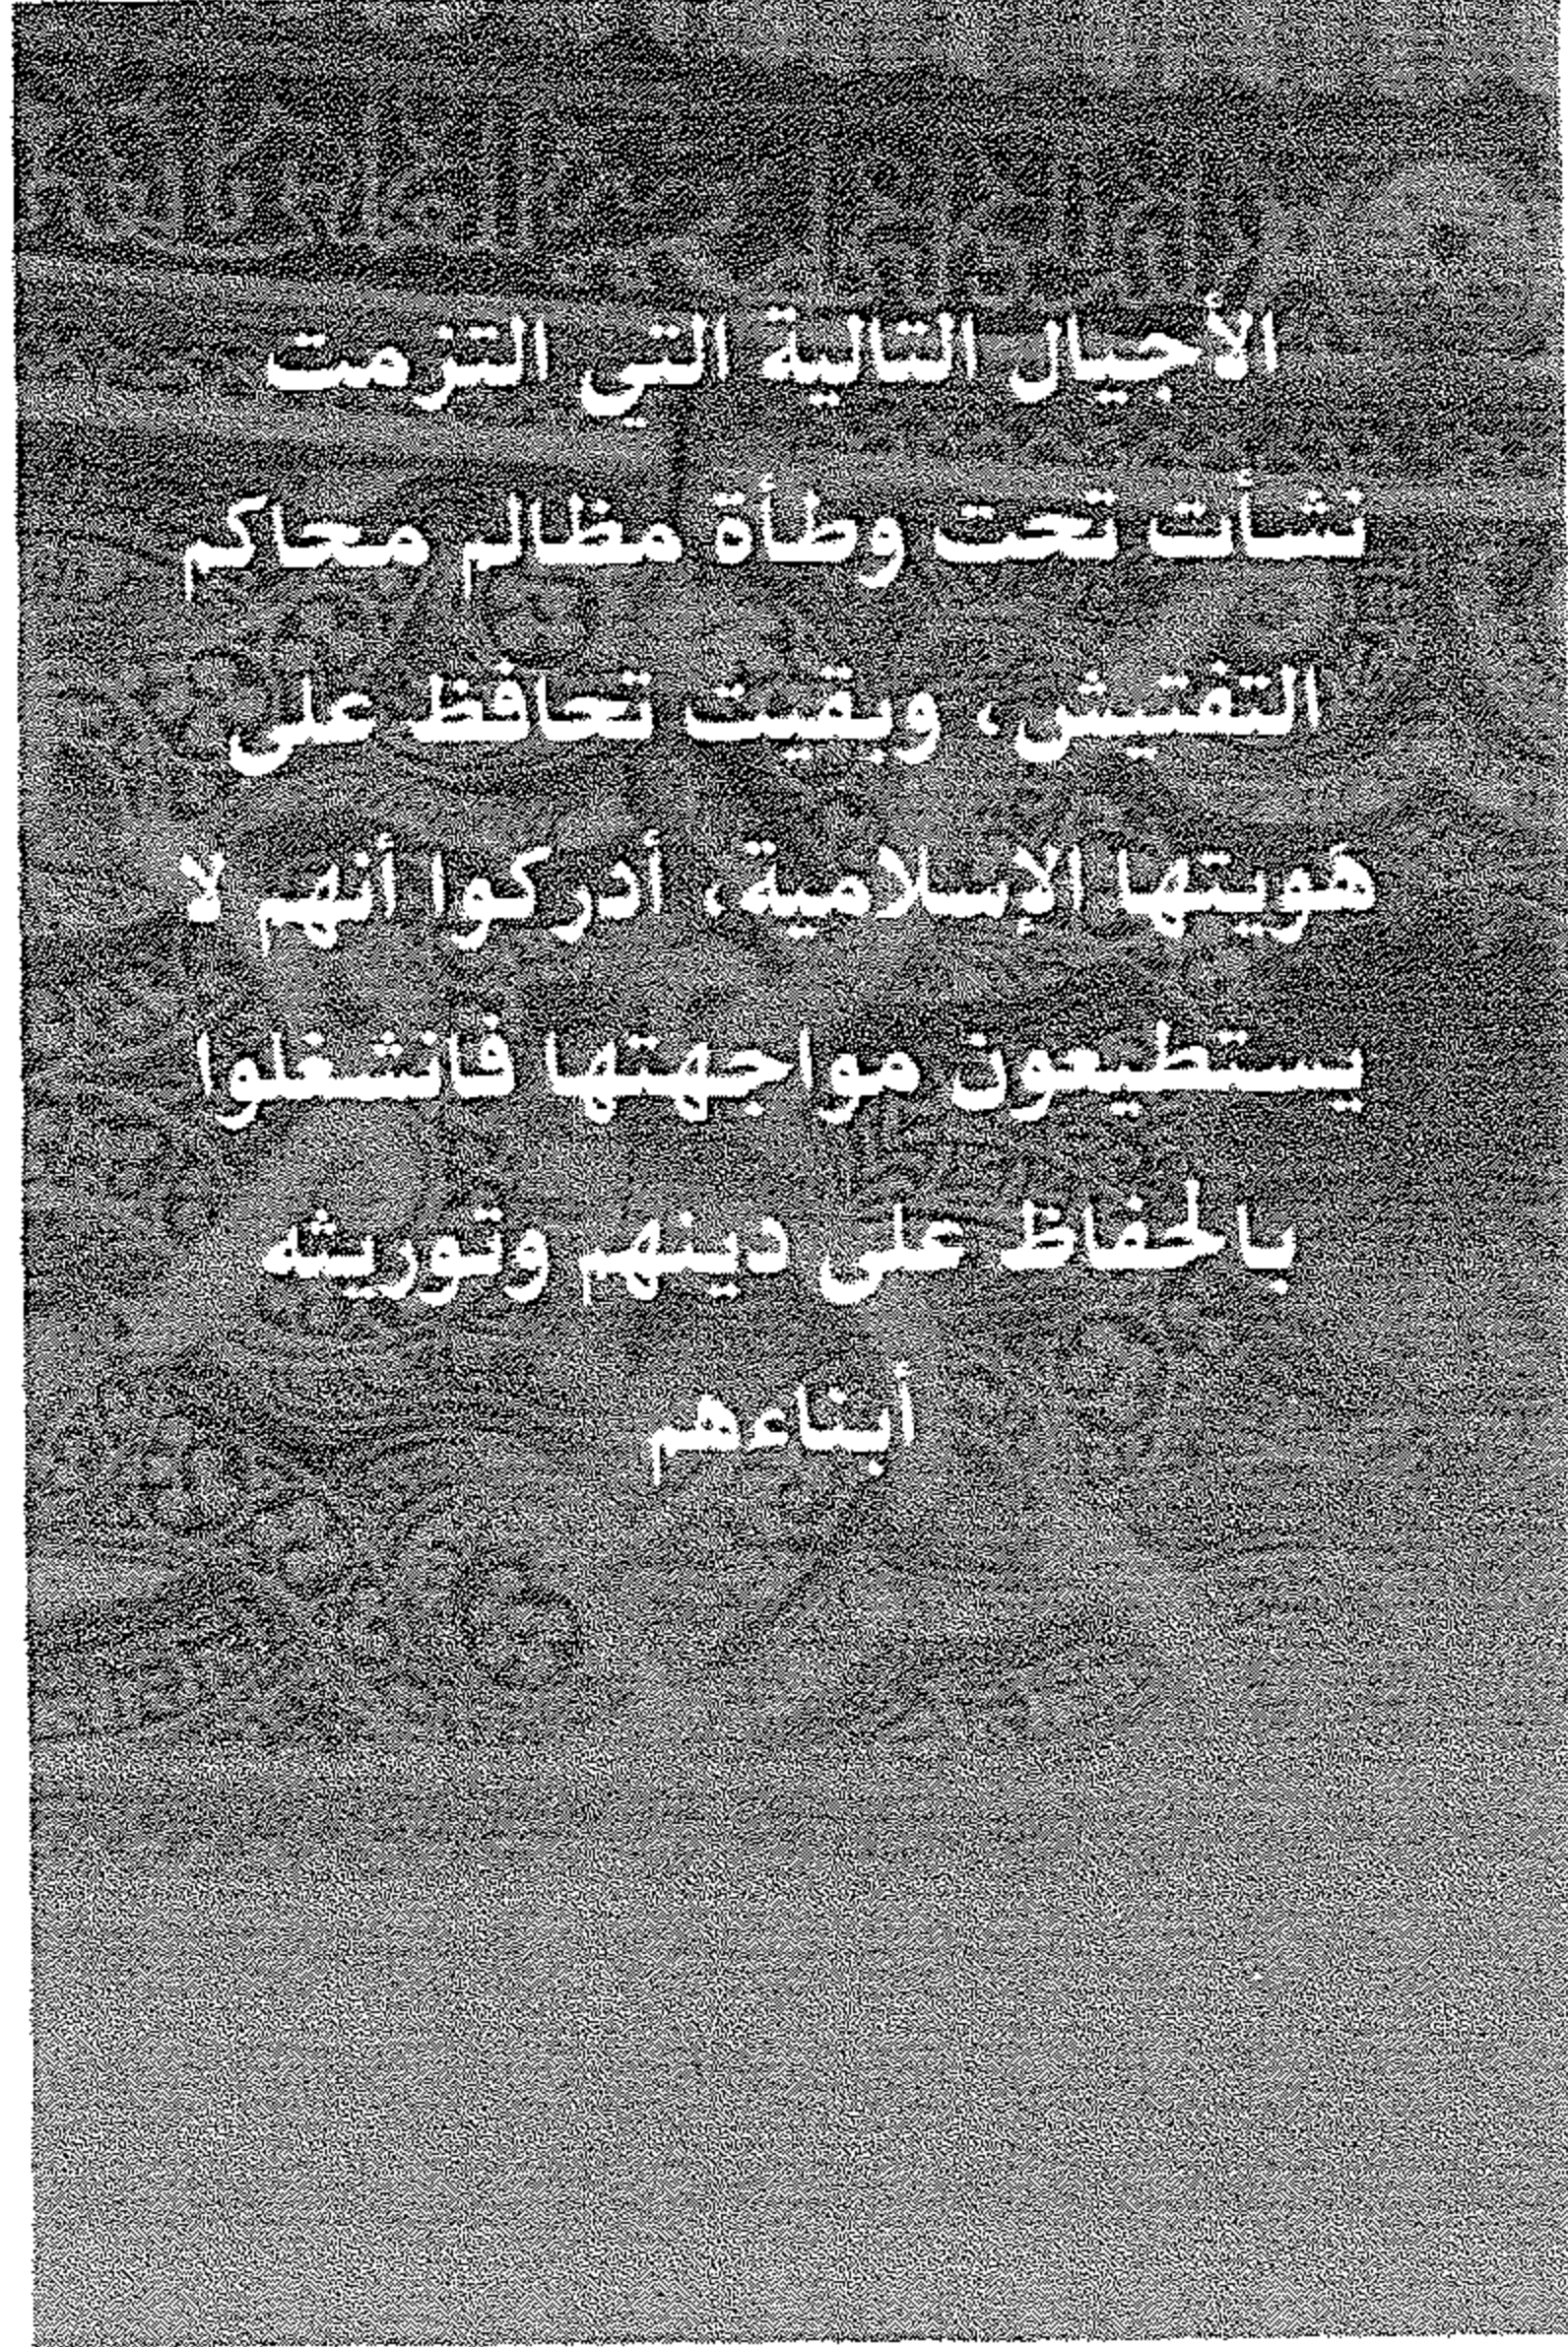 الأجيال التالية التي التزمت
نشأت تحت وطأة مظالم محاكم
التفتيش، وبقيت تحافظ على
هويتها الإسلامية، أدركوا أنهم لا
يستطيعون مواجهتها فانشغلوا
بالحفاظ على دينهم وتوريثه
أبناءهم